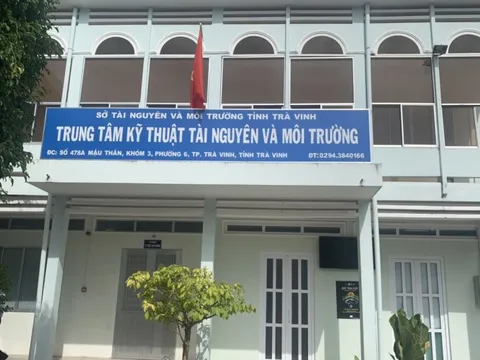 SỞ TÀI NGUYÊN VÀ MÔI TRƯỜNG TỈNH TRÀ VINH
TRUNG TÂM KỸ THUẬT TÀI NGUYÊN VÀ MÔI TRƯỜNG
ĐC: SỐ 478A MẬU THÂN, KHÓM 3, PHƯỜNG 6, TP. TRÀ VINH, TỈNH TRÀ VINH ĐT:0294.3840166